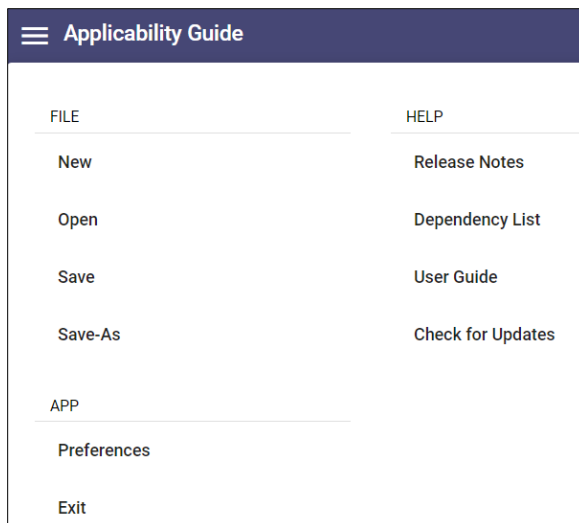 Applicability Guide
FILE
New
Open
Save
Save-As
APP
Preferences
Exit
HELP
Release Notes
Dependency List
User Guide
Check for Updates